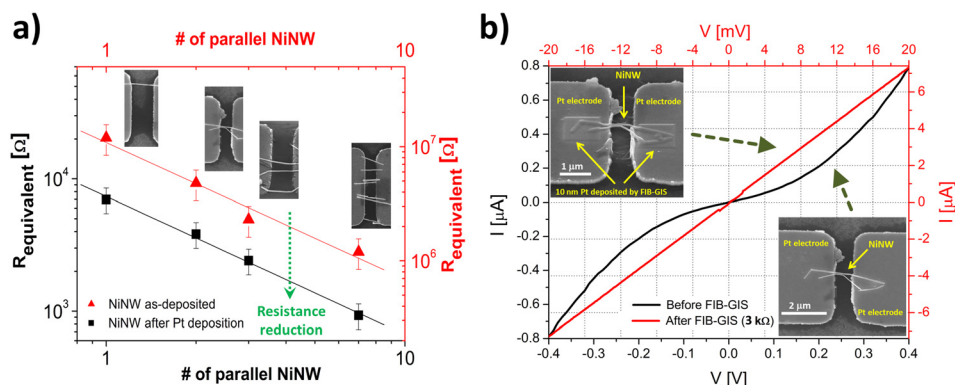 a)
# of parallel NiNW
1
10
R_equivalent [Ω]
10^4
10^3
10^7
10^6
R_equivalent [Ω]
NiNW as-deposited
NiNW after Pt deposition
Resistance
reduction
1
10
# of parallel NiNW
b)
V [mV]
-20 -16 -12 -8 -4 0 4 8 12 16 20
I [µA]
0.8
0.6
0.4
0.2
0.0
-0.2
-0.4
-0.6
-0.8
6
4
2
0
-2
-4
-6
I [µA]
NiNW
Pt electrode
Pt electrode
1 µm
10 nm Pt deposited by FIB-GIS
Pt electrode
NiNW
2 µm
Pt electrode
Before FIB-GIS
After FIB-GIS (3 kΩ)
-0.4 -0.3 -0.2 -0.1 0.0 0.1 0.2 0.3 0.4
V [V]